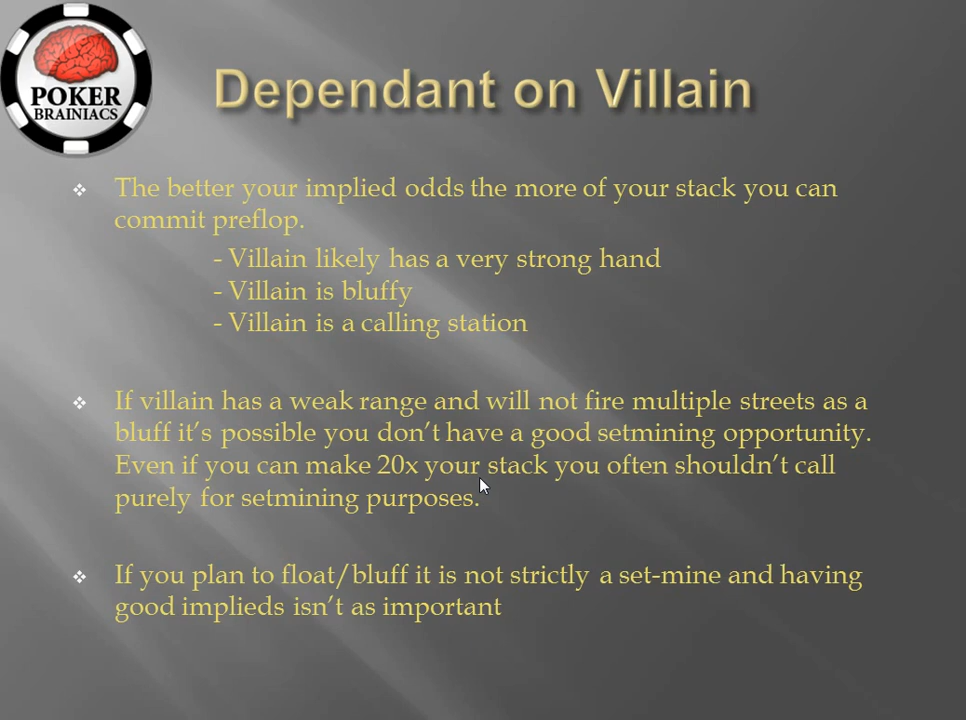 POKER
BRAINIACS
Dependant on Villain
❖ The better your implied odds the more of your stack you can
commit preflop.
- Villain likely has a very strong hand
- Villain is bluffy
- Villain is a calling station
❖ If villain has a weak range and will not fire multiple streets as a
bluff it's possible you don't have a good setmining opportunity.
Even if you can make 20x your stack you often shouldn't call
purely for setmining purposes.
❖ If you plan to float/bluff it is not strictly a set-mine and having
good implieds isn't as important